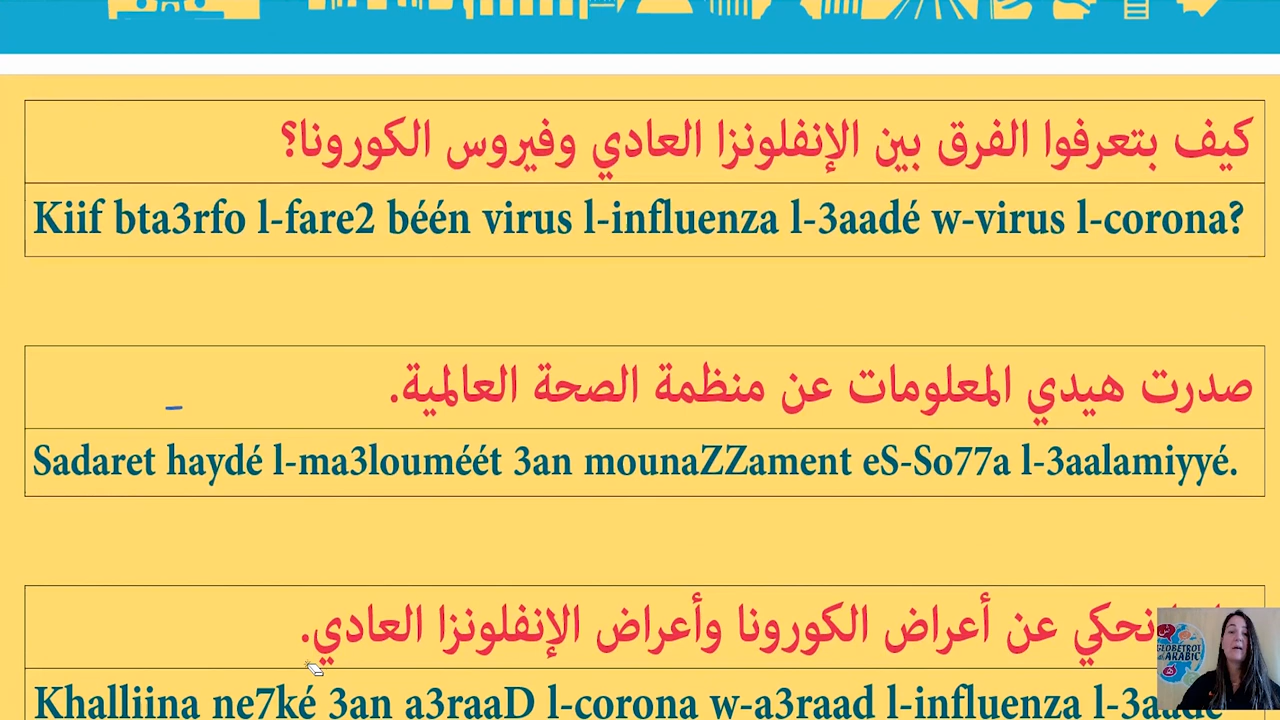 كيف بتعرفوا الفرق بين الإنفلونزا العادي وفيروس الكورونا؟
Kiif bta3rfo l-fare2 béén virus l-influenza l-3aadé w-virus l-corona?
صدرت هيدي المعلومات عن منظمة الصحة العالمية.
Sadaret haydé l-ma3louméét 3an mounaZZament eS-So77a l-3aalamiyyé.
نحكي عن أعراض الكورونا وأعراض الإنفلونزا العادي.
Khalliina ne7ké 3an a3raaD l-corona w-a3raad l-influenza
GLOBETROT
ARABIC